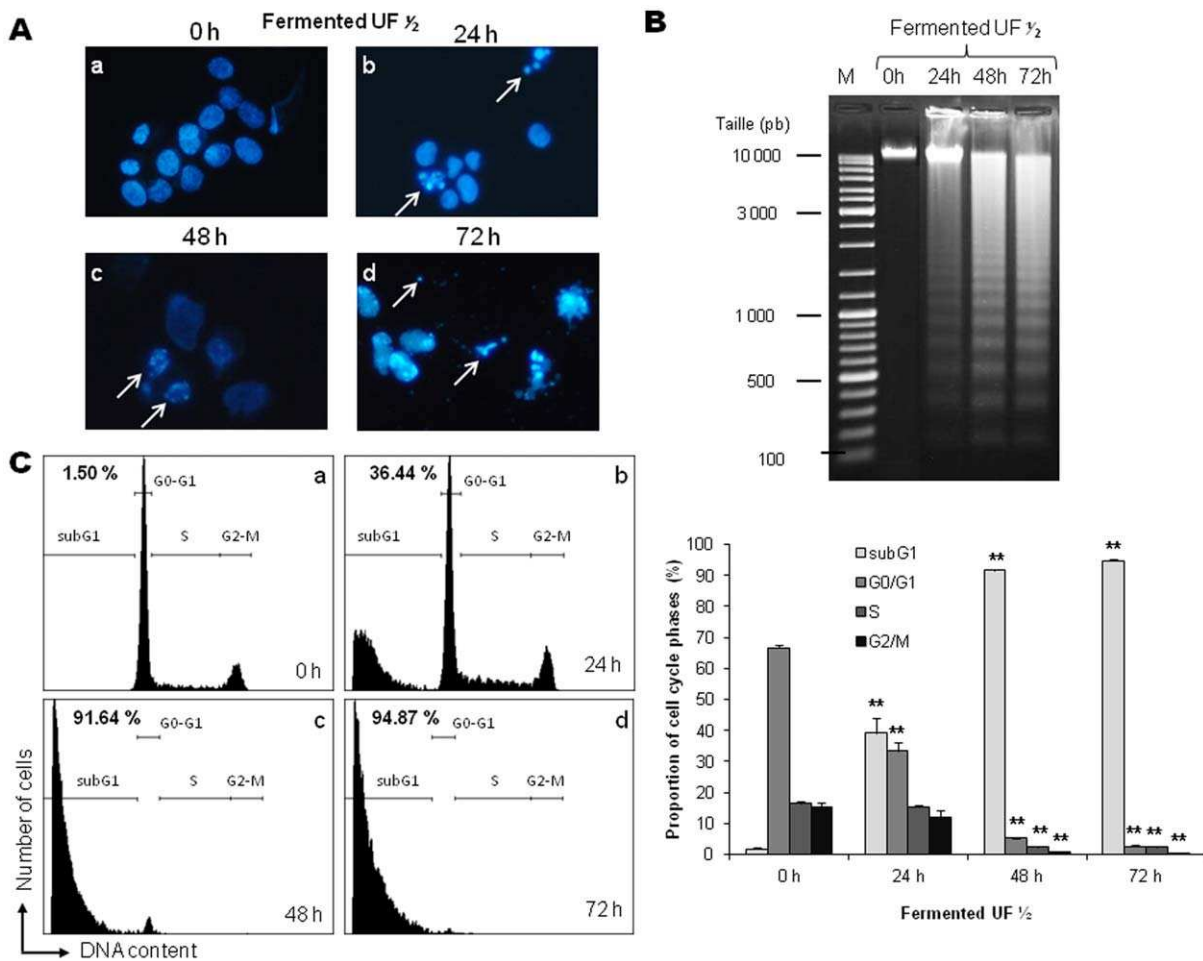 A
Fermented UF ½
0 h
24 h
a
b
48 h
72 h
c
d
B
Fermented UF ½
M 0h 24h 48h 72h
Taille (pb)
10 000
3 000
1 000
500
100
C
1.50 %
G0-G1
a
subG1 S G2-M
0 h
36.44 %
G0-G1
b
subG1 S G2-M
24 h
91.64 %
G0-G1
c
subG1 S G2-M
48 h
94.87 %
G0-G1
d
subG1 S G2-M
72 h
Number of cells
DNA content
Proportion of cell cycle phases (%)
100
90
80
70
60
50
40
30
20
10
0
subG1
G0/G1
S
G2/M
** **
** ** ** **
** ** ** **
0 h 24 h 48 h 72 h
Fermented UF ½